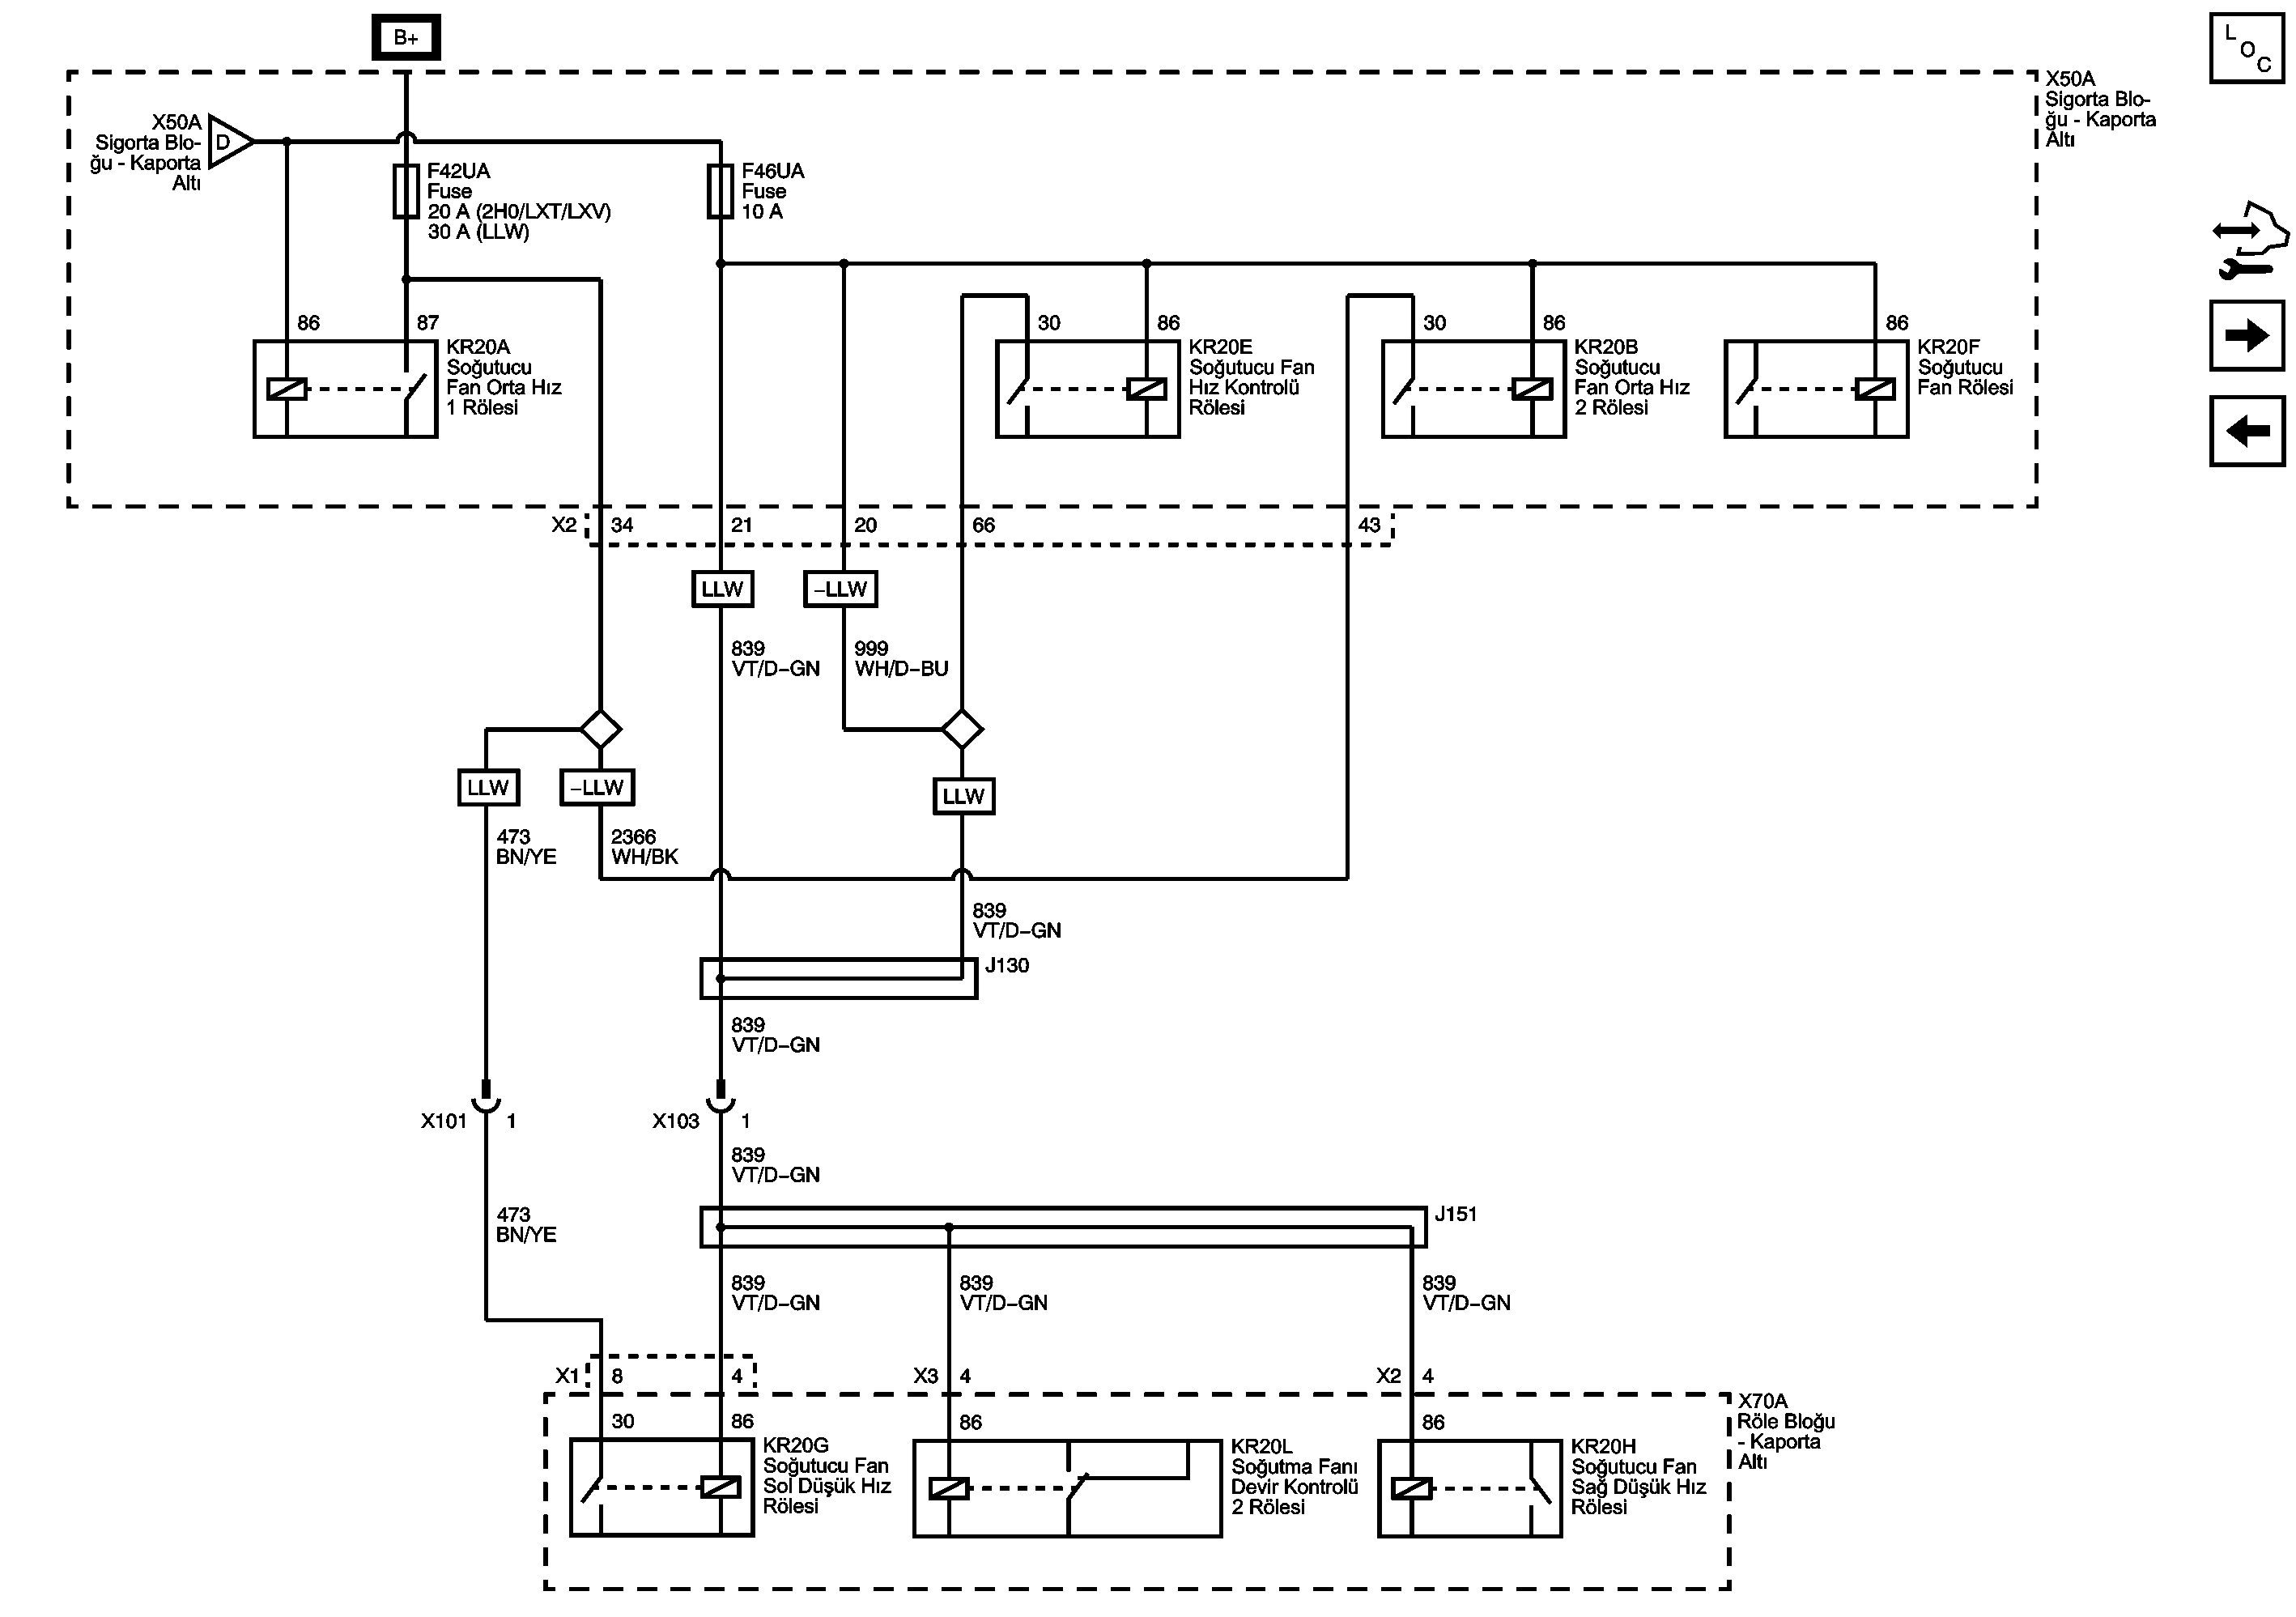 B+
L
O
C
X50A
Sigorta Blo-
ğu - Kaporta
Altı
X50A
Sigorta Blo-
ğu - Kaporta
Altı
D
F42UA
Fuse
20 A (2H0/LXT/LXV)
30 A (LLW)
F46UA
Fuse
10 A
86
87
KR20A
Soğutucu
Fan Orta Hız
1 Rölesi
30
86
KR20E
Soğutucu Fan
Hız Kontrolü
Rölesi
30
86
KR20B
Soğutucu
Fan Orta Hız
2 Rölesi
86
KR20F
Soğutucu
Fan Rölesi
X2
34
21
20
66
43
LLW
−LLW
839
VT/D−GN
999
WH/D−BU
LLW
−LLW
LLW
473
BN/YE
2366
WH/BK
839
VT/D−GN
J130
839
VT/D−GN
X101
1
X103
1
839
VT/D−GN
473
BN/YE
J151
839
VT/D−GN
839
VT/D−GN
839
VT/D−GN
X1
8
4
X3
4
X2
4
X70A
Röle Bloğu
- Kaporta
Altı
30
86
KR20G
Soğutucu Fan
Sol Düşük Hız
Rölesi
86
KR20L
Soğutma Fanı
Devir Kontrolü
2 Rölesi
86
KR20H
Soğutucu Fan
Sağ Düşük Hız
Rölesi